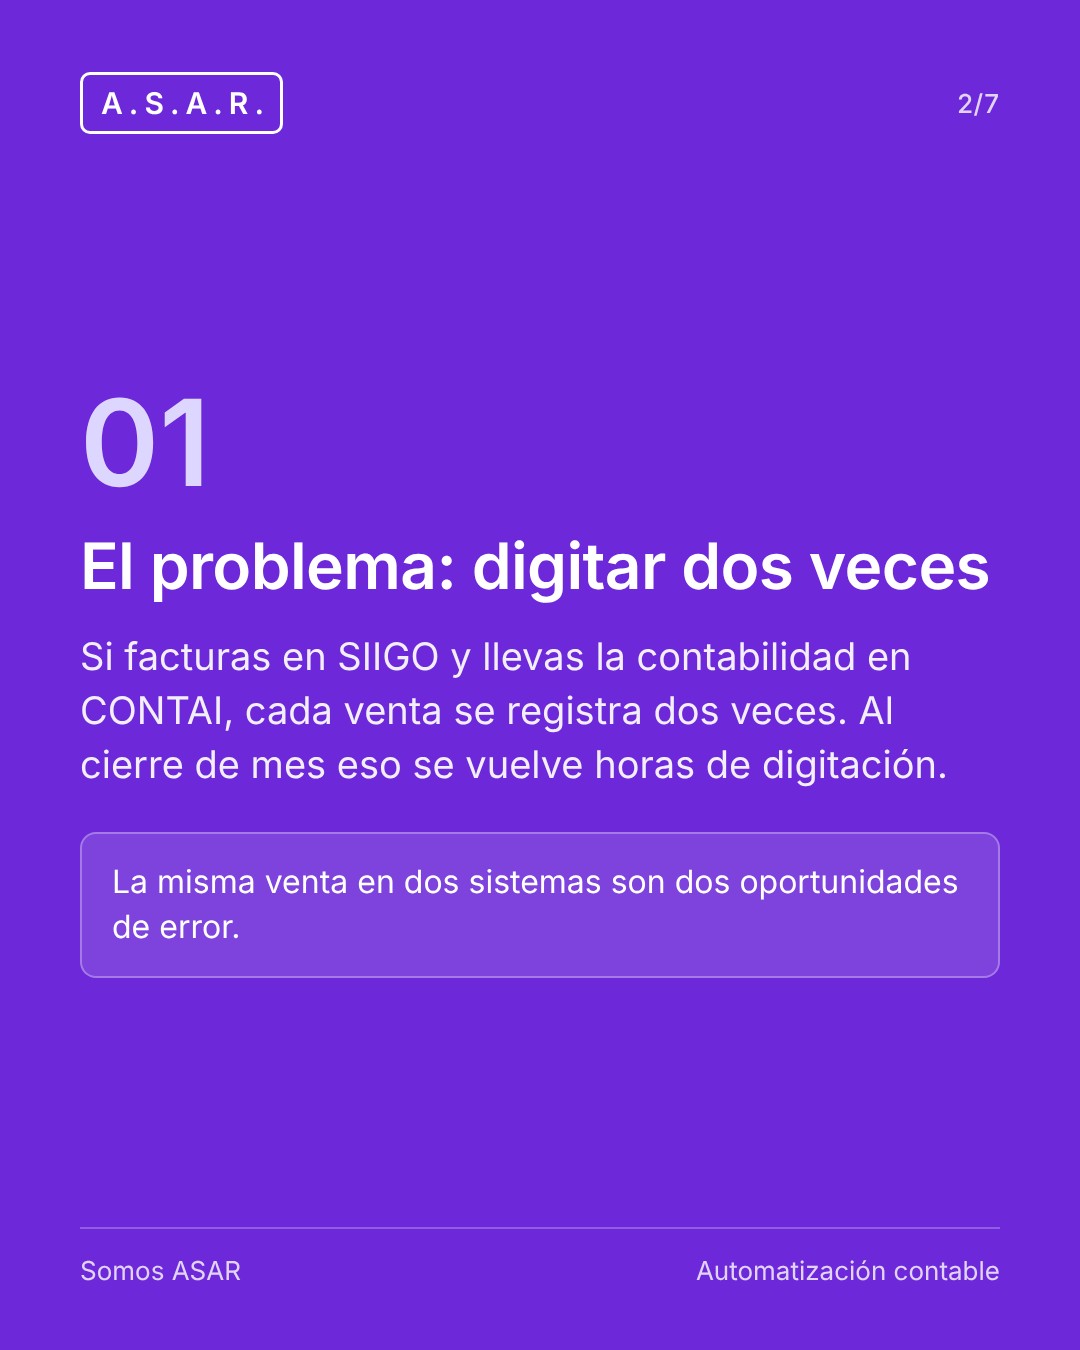 A.S.A.R.
2/7
01
El problema: digitar dos veces
Si facturas en SIIGO y llevas la contabilidad en
CONTAI, cada venta se registra dos veces. Al
cierre de mes eso se vuelve horas de digitación.
La misma venta en dos sistemas son dos oportunidades
de error.
Somos ASAR
Automatización contable